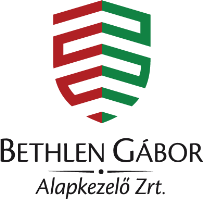 BETHLEN GÁBOR
Alapkezelő Zrt.